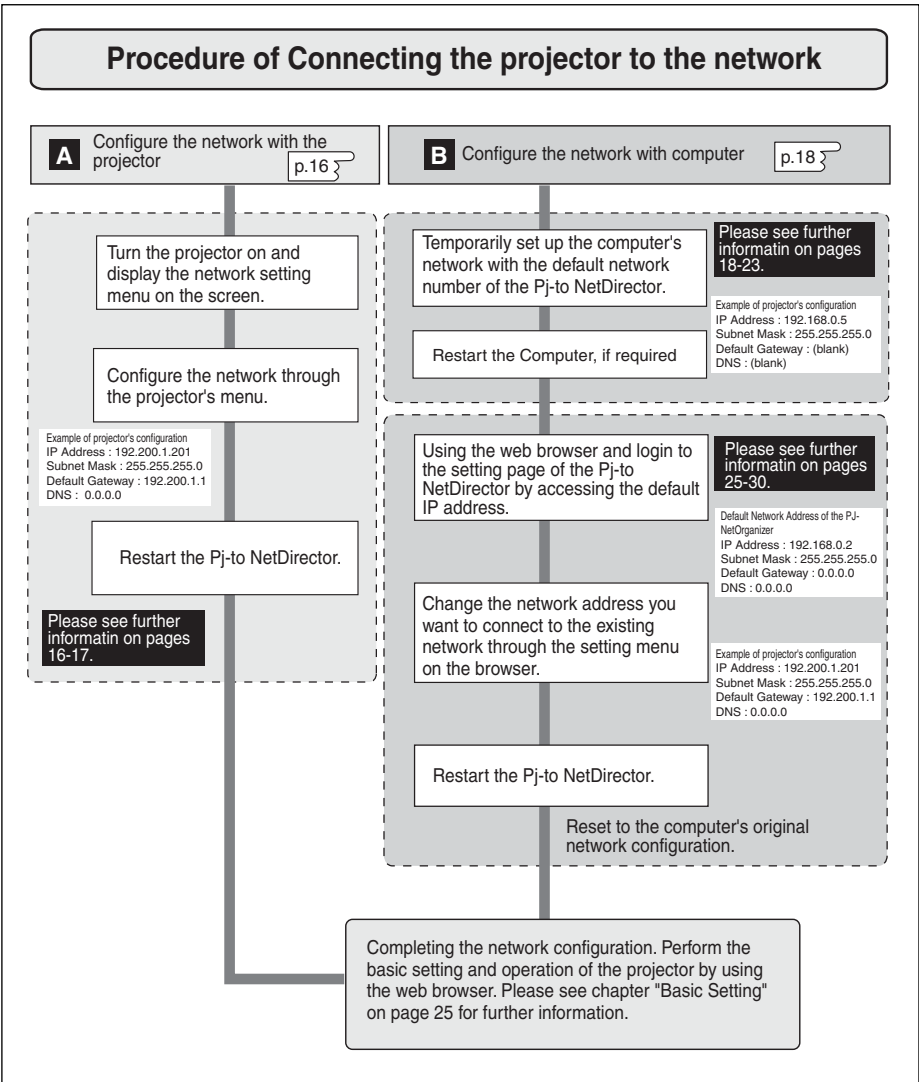 Procedure of Connecting the projector to the network
A Configure the network with the
projector
p.16
B Configure the network with computer
p.18
Turn the projector on and
display the network setting
menu on the screen.
Configure the network through
the projector's menu.
Example of projector's configuration
IP Address : 192.200.1.201
Subnet Mask : 255.255.255.0
Default Gateway : 192.200.1.1
DNS : 0.0.0.0
Restart the Pj-to NetDirector.
Please see further
informatin on pages
16-17.
Temporarily set up the computer's
network with the default network
number of the Pj-to NetDirector.
Please see further
informatin on pages
18-23.
Example of projector's configuration
IP Address : 192.168.0.5
Subnet Mask : 255.255.255.0
Default Gateway : (blank)
DNS : (blank)
Restart the Computer, if required
Using the web browser and login to
the setting page of the Pj-to
NetDirector by accessing the default
IP address.
Please see further
informatin on pages
25-30.
Default Network Address of the PJ-
NetOrganizer
IP Address : 192.168.0.2
Subnet Mask : 255.255.255.0
Default Gateway : 0.0.0.0
DNS : 0.0.0.0
Change the network address you
want to connect to the existing
network through the setting menu
on the browser.
Example of projector's configuration
IP Address : 192.200.1.201
Subnet Mask : 255.255.255.0
Default Gateway : 192.200.1.1
DNS : 0.0.0.0
Restart the Pj-to NetDirector.
Reset to the computer's original
network configuration.
Completing the network configuration. Perform the
basic setting and operation of the projector by using
the web browser. Please see chapter "Basic Setting"
on page 25 for further information.